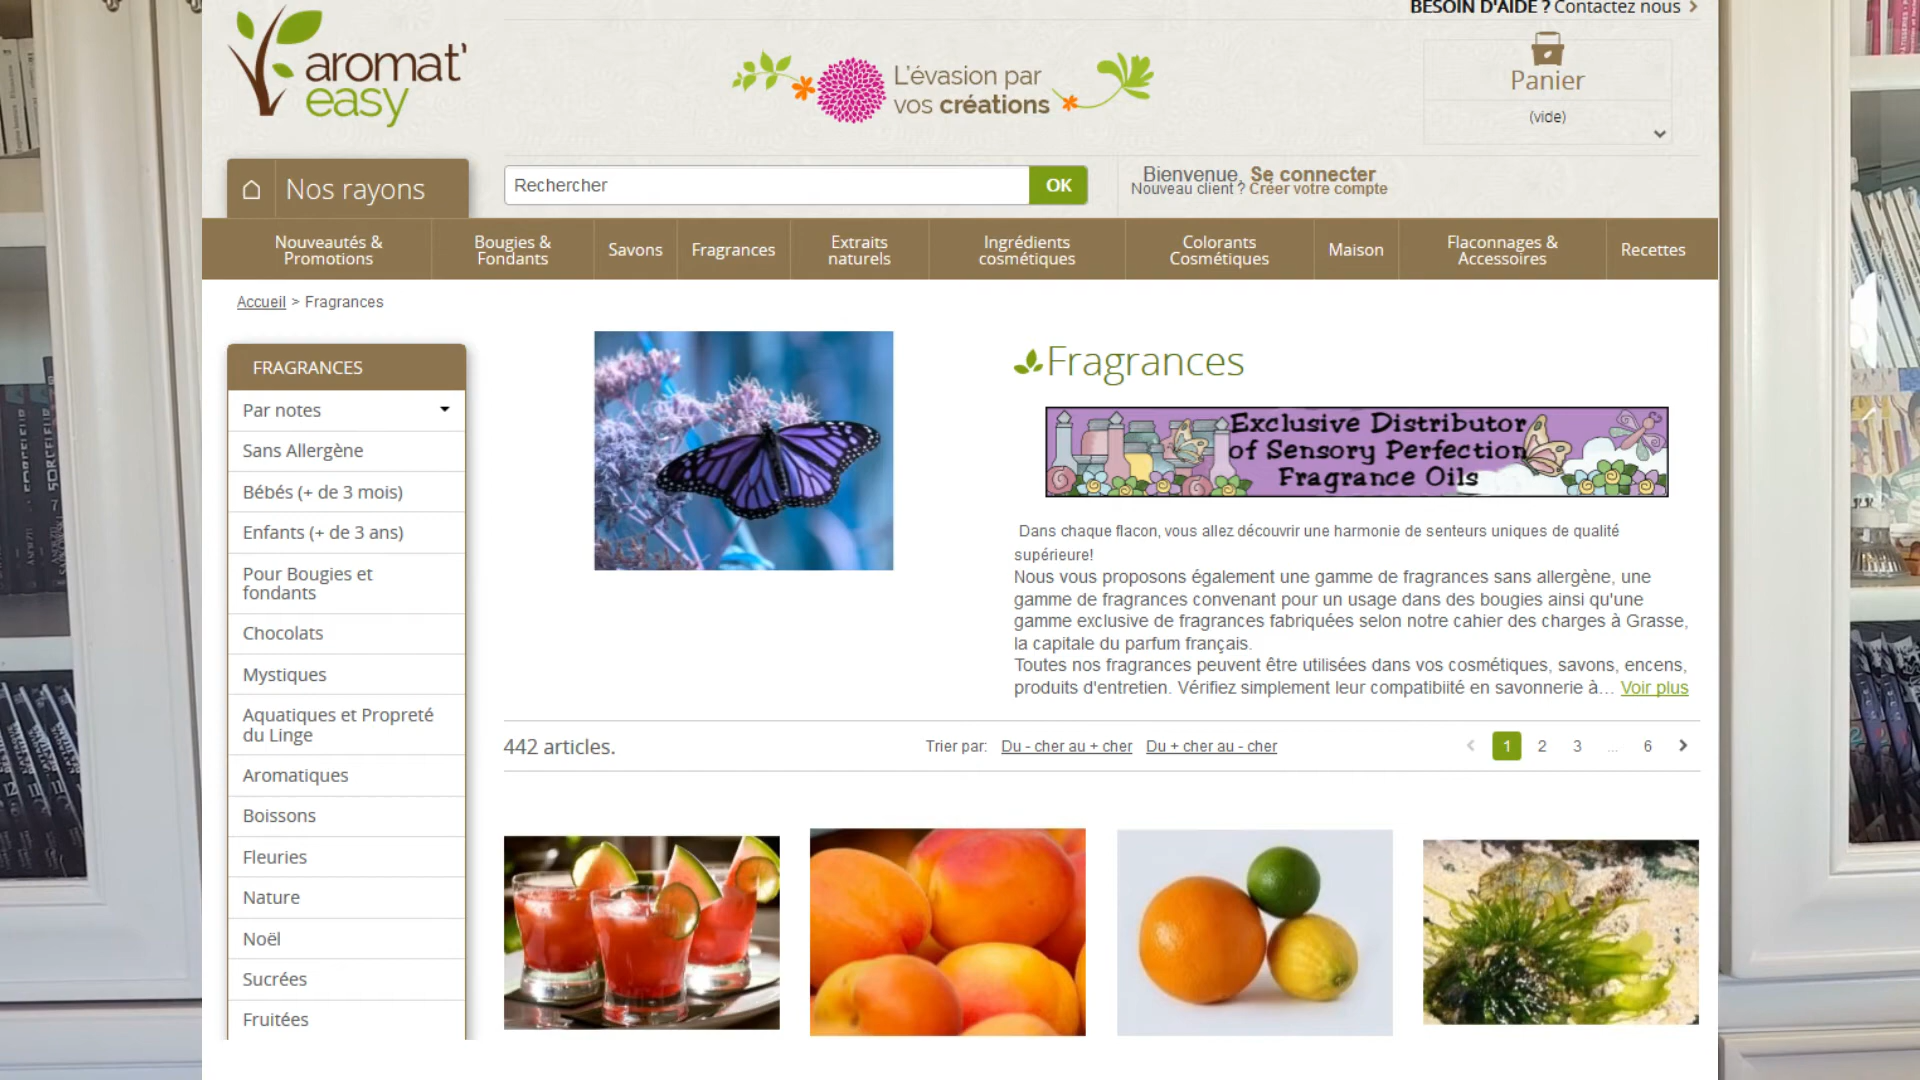 BESOIN D'AIDE ? Contactez nous
aromat'
easy
L'évasion par
vos créations
Panier
(vide)
Nos rayons
Rechercher
OK
Bienvenue, Se connecter
Nouveau client ? Créer votre compte
Nouveautés &
Promotions
Bougies &
Fondants
Savons
Fragrances
Extraits
naturels
Ingrédients
cosmétiques
Colorants
Cosmétiques
Maison
Flaconnages &
Accessoires
Recettes
Accueil > Fragrances
FRAGRANCES
Par notes
Sans Allergène
Bébés (+ de 3 mois)
Enfants (+ de 3 ans)
Pour Bougies et
fondants
Chocolats
Mystiques
Aquatiques et Propreté
du Linge
Aromatiques
Boissons
Fleuries
Nature
Noël
Sucrées
Fruitées
Fragrances
Exclusive Distributor
of Sensory Perfection
Fragrance Oils
Dans chaque flacon, vous allez découvrir une harmonie de senteurs uniques de qualité
supérieure!
Nous vous proposons également une gamme de fragrances sans allergène, une
gamme de fragrances convenant pour un usage dans des bougies ainsi qu'une
gamme exclusive de fragrances fabriquées selon notre cahier des charges à Grasse,
la capitale du parfum français.
Toutes nos fragrances peuvent être utilisées dans vos cosmétiques, savons, encens,
produits d'entretien. Vérifiez simplement leur compatibiité en savonnerie à... Voir plus
442 articles.
Trier par: Du - cher au + cher Du + cher au - cher
1 2 3 ... 6